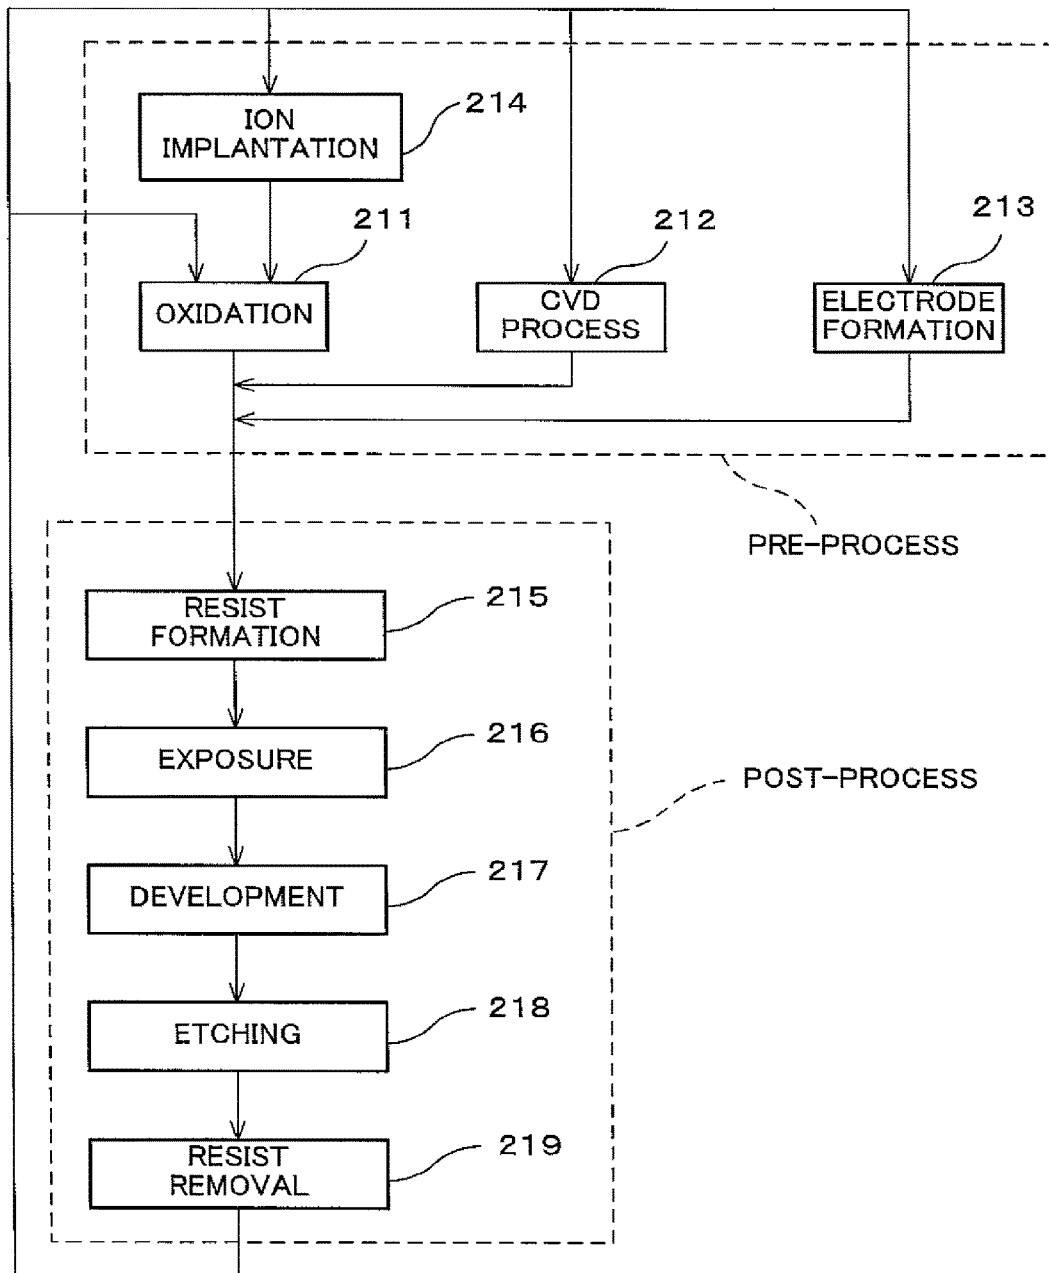 ION
IMPLANTATION
214
211
212
213
OXIDATION
CVD
PROCESS
ELECTRODE
FORMATION
PRE-PROCESS
RESIST
FORMATION
215
EXPOSURE
216
POST-PROCESS
DEVELOPMENT
217
ETCHING
218
RESIST
REMOVAL
219